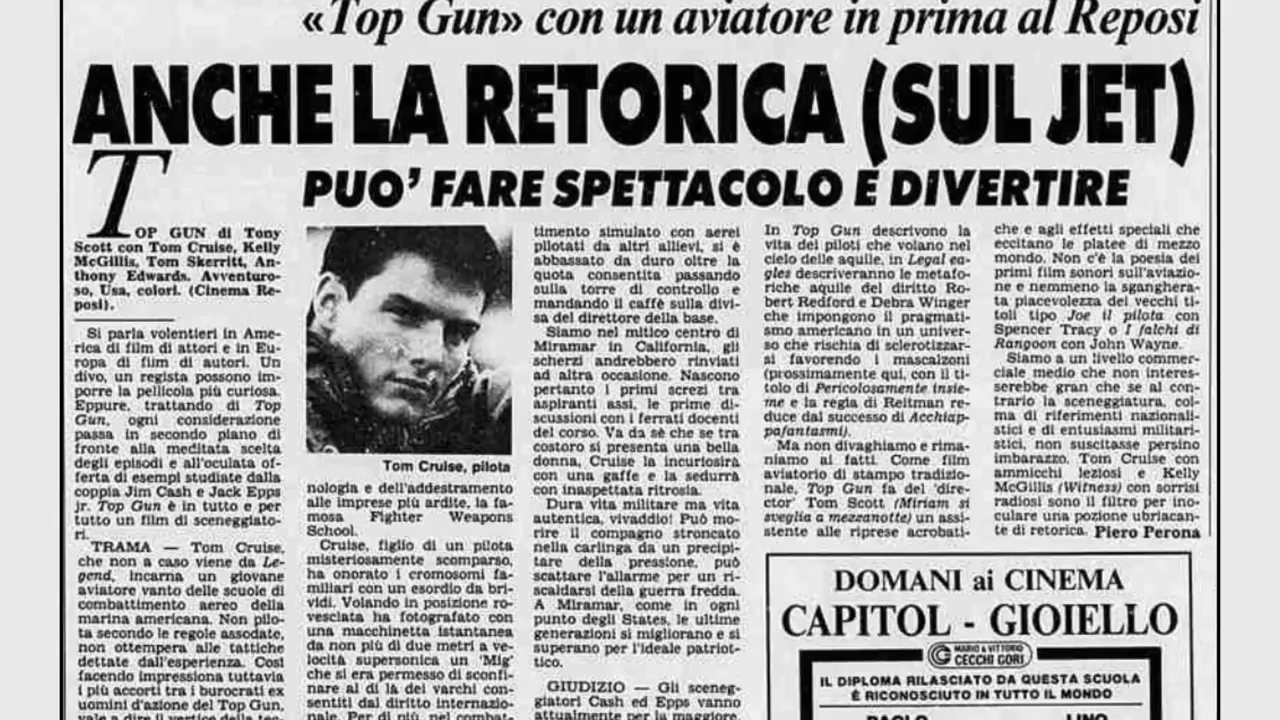 «Top Gun» con un aviatore in prima al Reposi
ANCHE LA RETORICA (SUL JET)
PUO' FARE SPETTACOLO E DIVERTIRE
TOP GUN di Tony
Scott con Tom Cruise, Kelly
McGillis, Tom Skerritt, An-
thony Edwards. Avventuro-
so, Usa, colori. (Cinema Re-
posi).
Si parla volentieri in Ame-
rica di film di attori e in Eu-
ropa di film di autori. Un
divo, un regista possono im-
porre la pellicola più curiosa.
Eppure, trattando di Top
Gun, ogni considerazione
passa in secondo piano di
fronte alla meditata scelta
degli episodi e all'oculata of-
ferta di esempi studiate dalla
coppia Jim Cash e Jack Epps
jr. Top Gun è in tutto e per
tutto un film di sceneggiato-
ri.
TRAMA — Tom Cruise,
che non a caso viene da Le-
gend, incarna un giovane
aviatore vanto delle scuole di
combattimento aereo della
marina americana. Non pilo-
ta secondo le regole assodate,
non ottempera alle tattiche
dettate dall'esperienza. Così
facendo impressiona tuttavia
i più accorti tra i burocrati ex
uomini d'azione del Top Gun,
vale a dire il vertice della tec-
Tom Cruise, pilota
nologia e dell'addestramento
alle imprese più ardite, la fa-
mosa Fighter Weapons
School.
Cruise, figlio di un pilota
misteriosamente scomparso,
ha onorato i cromosomi fa-
miliari con un esordio da bri-
vidi. Volando in posizione ro-
vesciata ha fotografato con
una macchinetta istantanea
da non più di due metri a ve-
locità supersonica un 'Mig'
che si era permesso di sconfi-
nare al di là dei varchi con-
sentiti dal diritto internazio-
nale. Per di più, nel combat-
timento simulato con aerei
pilotati da altri allievi, si è
abbassato da duro oltre la
quota consentita passando
sulla torre di controllo e
mandando il caffè sulla divi-
sa del direttore della base.
Siamo nel mitico centro di
Miramar in California, gli
scherzi andrebbero rinviati
ad altra occasione. Nascono
pertanto i primi screzi tra
aspiranti assi, le prime di-
scussioni con i ferrati docenti
del corso. Va da sè che se tra
costoro si presenta una bella
donna, Cruise la incuriosirà
con una gaffe e la sedurrà
con inaspettata ritrosia.
Dura vita militare ma vita
autentica, vivaddio! Può mo-
rire il compagno stroncato
nella carlinga da un precipi-
tare della pressione, può
scattare l'allarme per un ri-
scaldarsi della guerra fredda.
A Miramar, come in ogni
punto degli States, le ultime
generazioni si migliorano e si
superano per l'ideale patriot-
tico.
GIUDIZIO — Gli sceneg-
giatori Cash ed Epps vanno
attualmente per la maggiore.
In Top Gun descrivono la
vita dei piloti che volano nel
cielo delle aquile, in Legal ea-
gles descriveranno le metafo-
riche aquile del diritto Ro-
bert Redford e Debra Winger
che impongono il pragmati-
smo americano in un univer-
so che rischia di sclerotizzar-
si favorendo i mascalzoni
(prossimamente qui, con il ti-
tolo di Pericolosamente insie-
me e la regia di Reitman re-
duce dal successo di Acchiap-
pafantasmi).
Ma non divaghiamo e rima-
niamo ai fatti. Come film
aviatorio di stampo tradizio-
nale, Top Gun fa del 'dire-
ctor' Tom Scott (Miriam si
sveglia a mezzanotte) un assi-
stente alle riprese acrobati-
che e agli effetti speciali che
eccitano le platee di mezzo
mondo. Non c'è la poesia dei
primi film sonori sull'aviazio-
ne e nemmeno la sganghera-
ta piacevolezza dei vecchi ti-
toli tipo Joe il pilota con
Spencer Tracy o I falchi di
Rangoon con John Wayne.
Siamo a un livello commer-
ciale medio che non interes-
serebbe gran che se al con-
trario la sceneggiatura, col-
ma di riferimenti nazionali-
stici e di entusiasmi militari-
stici, non suscitasse persino
imbarazzo. Tom Cruise con
ammicchi leziosi e Kelly
McGillis (Witness) con sorrisi
radiosi sono il filtro per ino-
culare una pozione ubriacan-
te di retorica. Piero Perona
DOMANI ai CINEMA
CAPITOL - GIOIELLO
MARIO & VITTORIO
CECCHI GORI
IL DIPLOMA RILASCIATO DA QUESTA SCUOLA
È RICONOSCIUTO IN TUTTO IL MONDO
PAOLO LINO